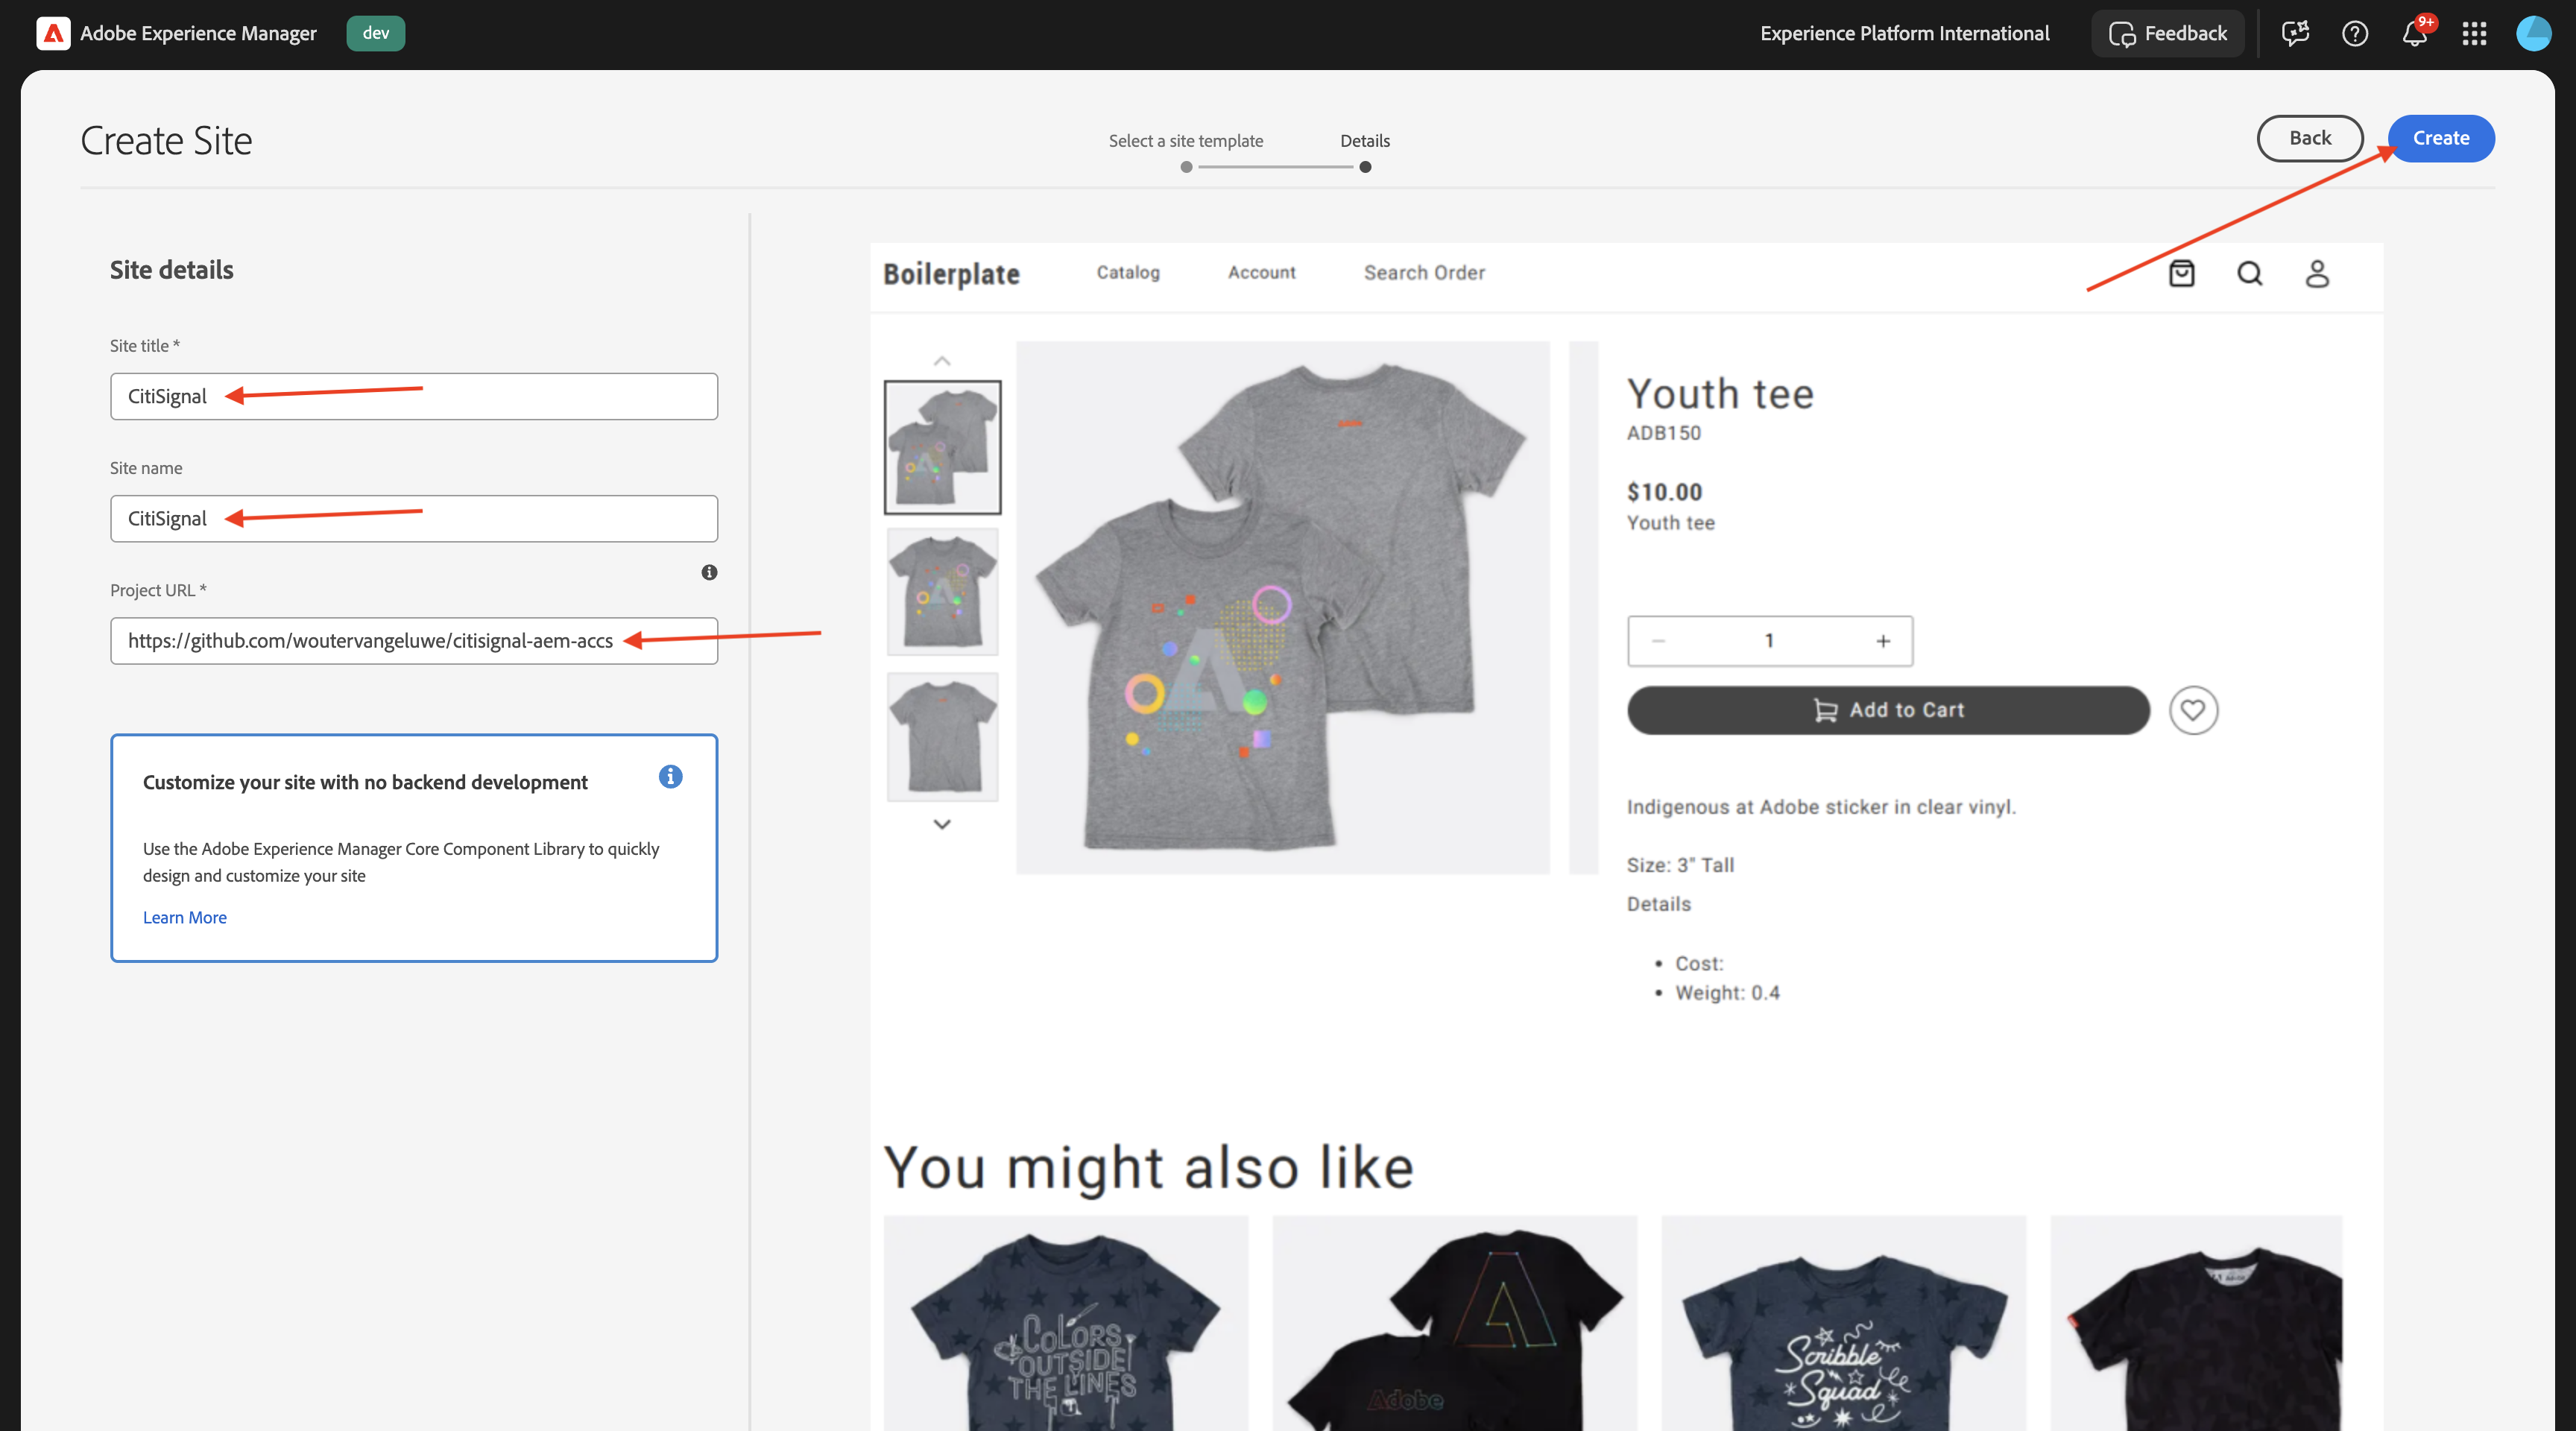 Adobe Experience Manager
dev
Experience Platform International
Feedback
9+
Create Site
Select a site template
Details
Back
Create
Site details
Site title *
CitiSignal
Site name
CitiSignal
Project URL *
https://github.com/woutervangeluwe/citisignal-aem-accs
Customize your site with no backend development
Use the Adobe Experience Manager Core Component Library to quickly
design and customize your site
Learn More
Boilerplate
Catalog
Account
Search Order
Youth tee
ADB150
$10.00
Youth tee
1
Add to Cart
Indigenous at Adobe sticker in clear vinyl.
Size: 3" Tall
Details
• Cost:
• Weight: 0.4
You might also like
COLORS
OUTSIDE
THE LINES
Adobe
Scribble
Squad